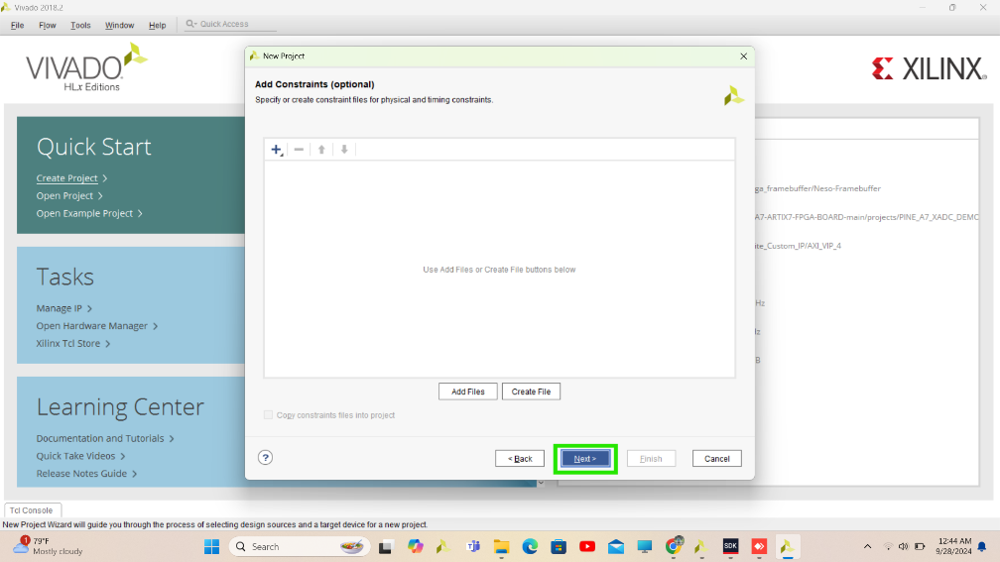 Vivado 2018.2
File Flow Tools Window Help Quick Access
VIVADO
HLx Editions
XILINX
New Project
Add Constraints (optional)
Specify or create constraint files for physical and timing constraints.
Use Add Files or Create File buttons below
Add Files Create File
Copy constraints files into project
? < Back Next > Finish Cancel
Quick Start
Create Project >
Open Project >
Open Example Project >
Tasks
Manage IP >
Open Hardware Manager >
Xilinx Tcl Store >
Learning Center
Documentation and Tutorials >
Quick Take Videos >
Release Notes Guide >
ga_framebuffer/Neso-Framebuffer
A7-ARTIX7-FPGA-BOARD-main/projects/PINE_A7_XADC_DEMO
te_Custom_IP/AXI_VIP_4
Hz
B
Tcl Console
New Project Wizard will guide you through the process of selecting design sources and a target device for a new project.
1
79°F
Mostly cloudy
Search
SDK
12:44 AM
9/28/2024